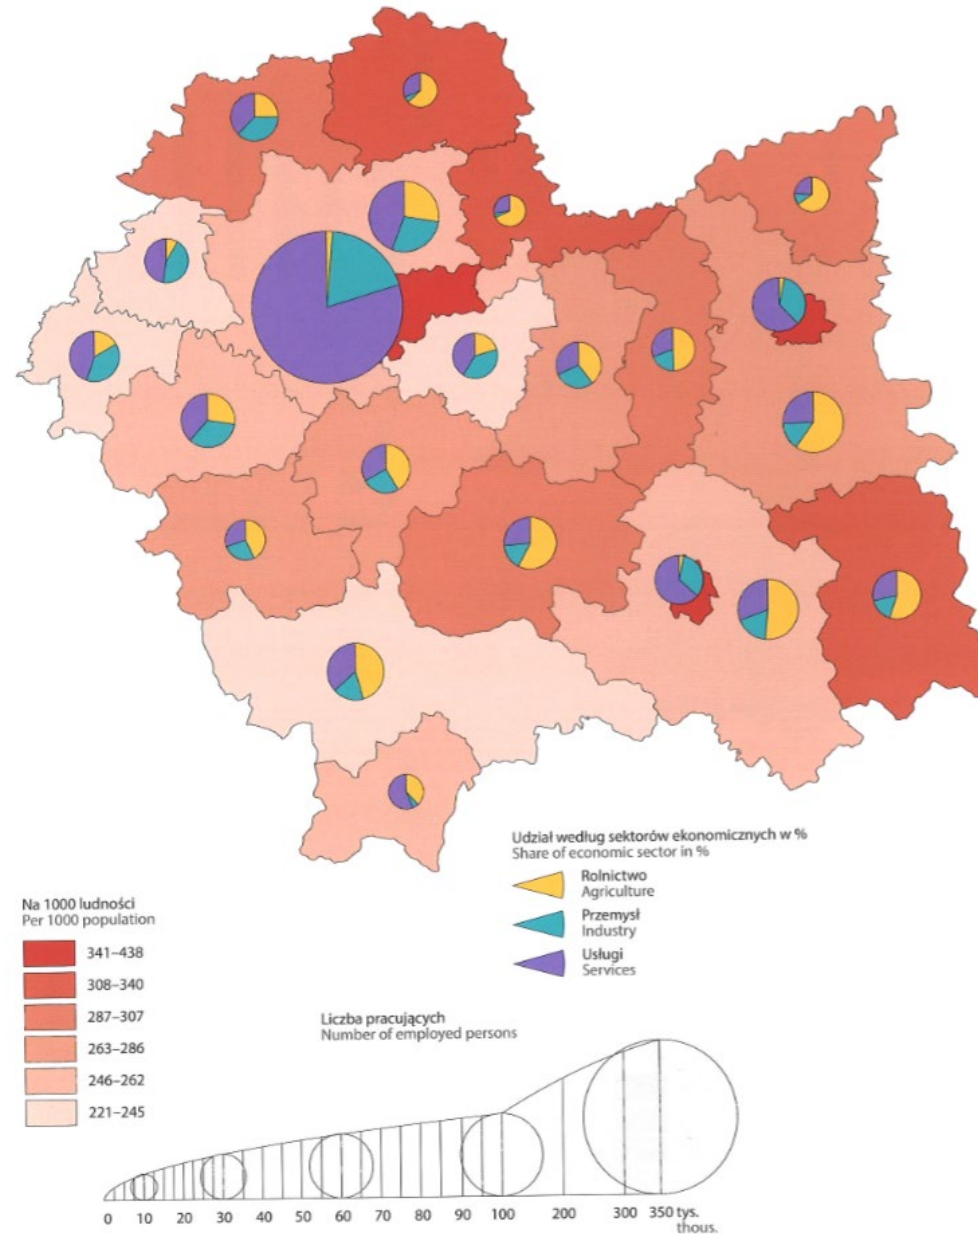 Udział według sektorów ekonomicznych w %
Share of economic sector in %
Rolnictwo
Agriculture
Przemysł
Industry
Usługi
Services
Na 1000 ludności
Per 1000 population
341–438
308–340
287–307
263–286
246–262
221–245
Liczba pracujących
Number of employed persons
0 10 20 30 40 50 60 70 80 90 100 200 300 350 tys.
thous.